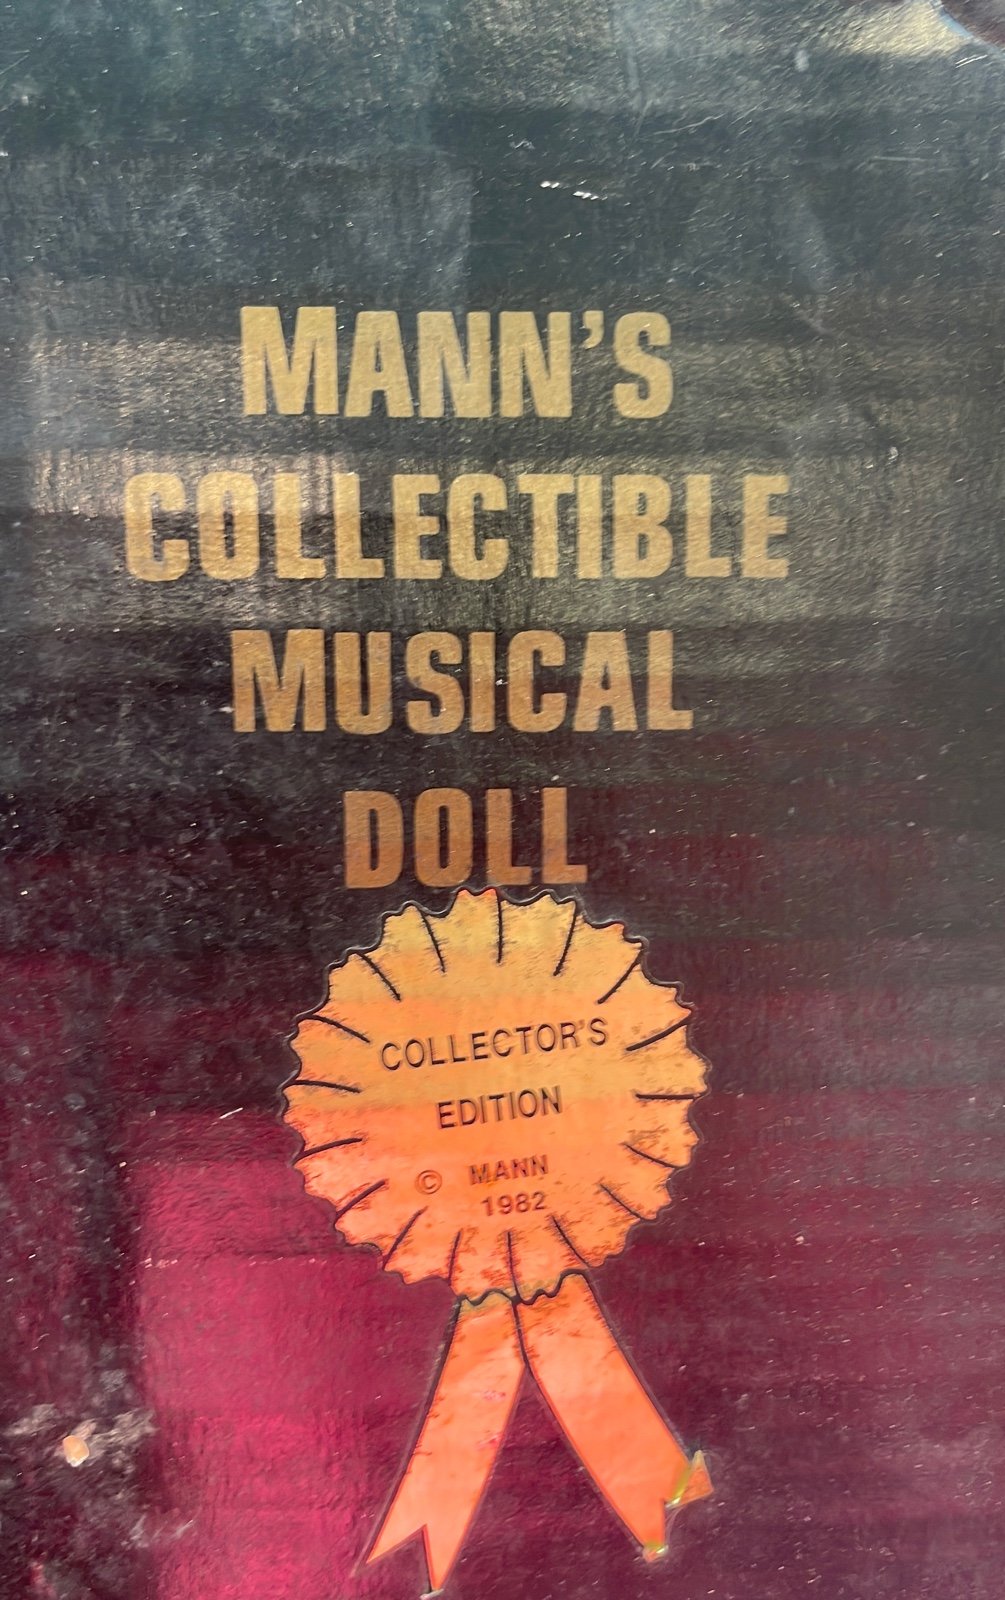 MANN'S
COLLECTIBLE
MUSICAL
DOLL
COLLECTOR'S
EDITION
© MANN
1982